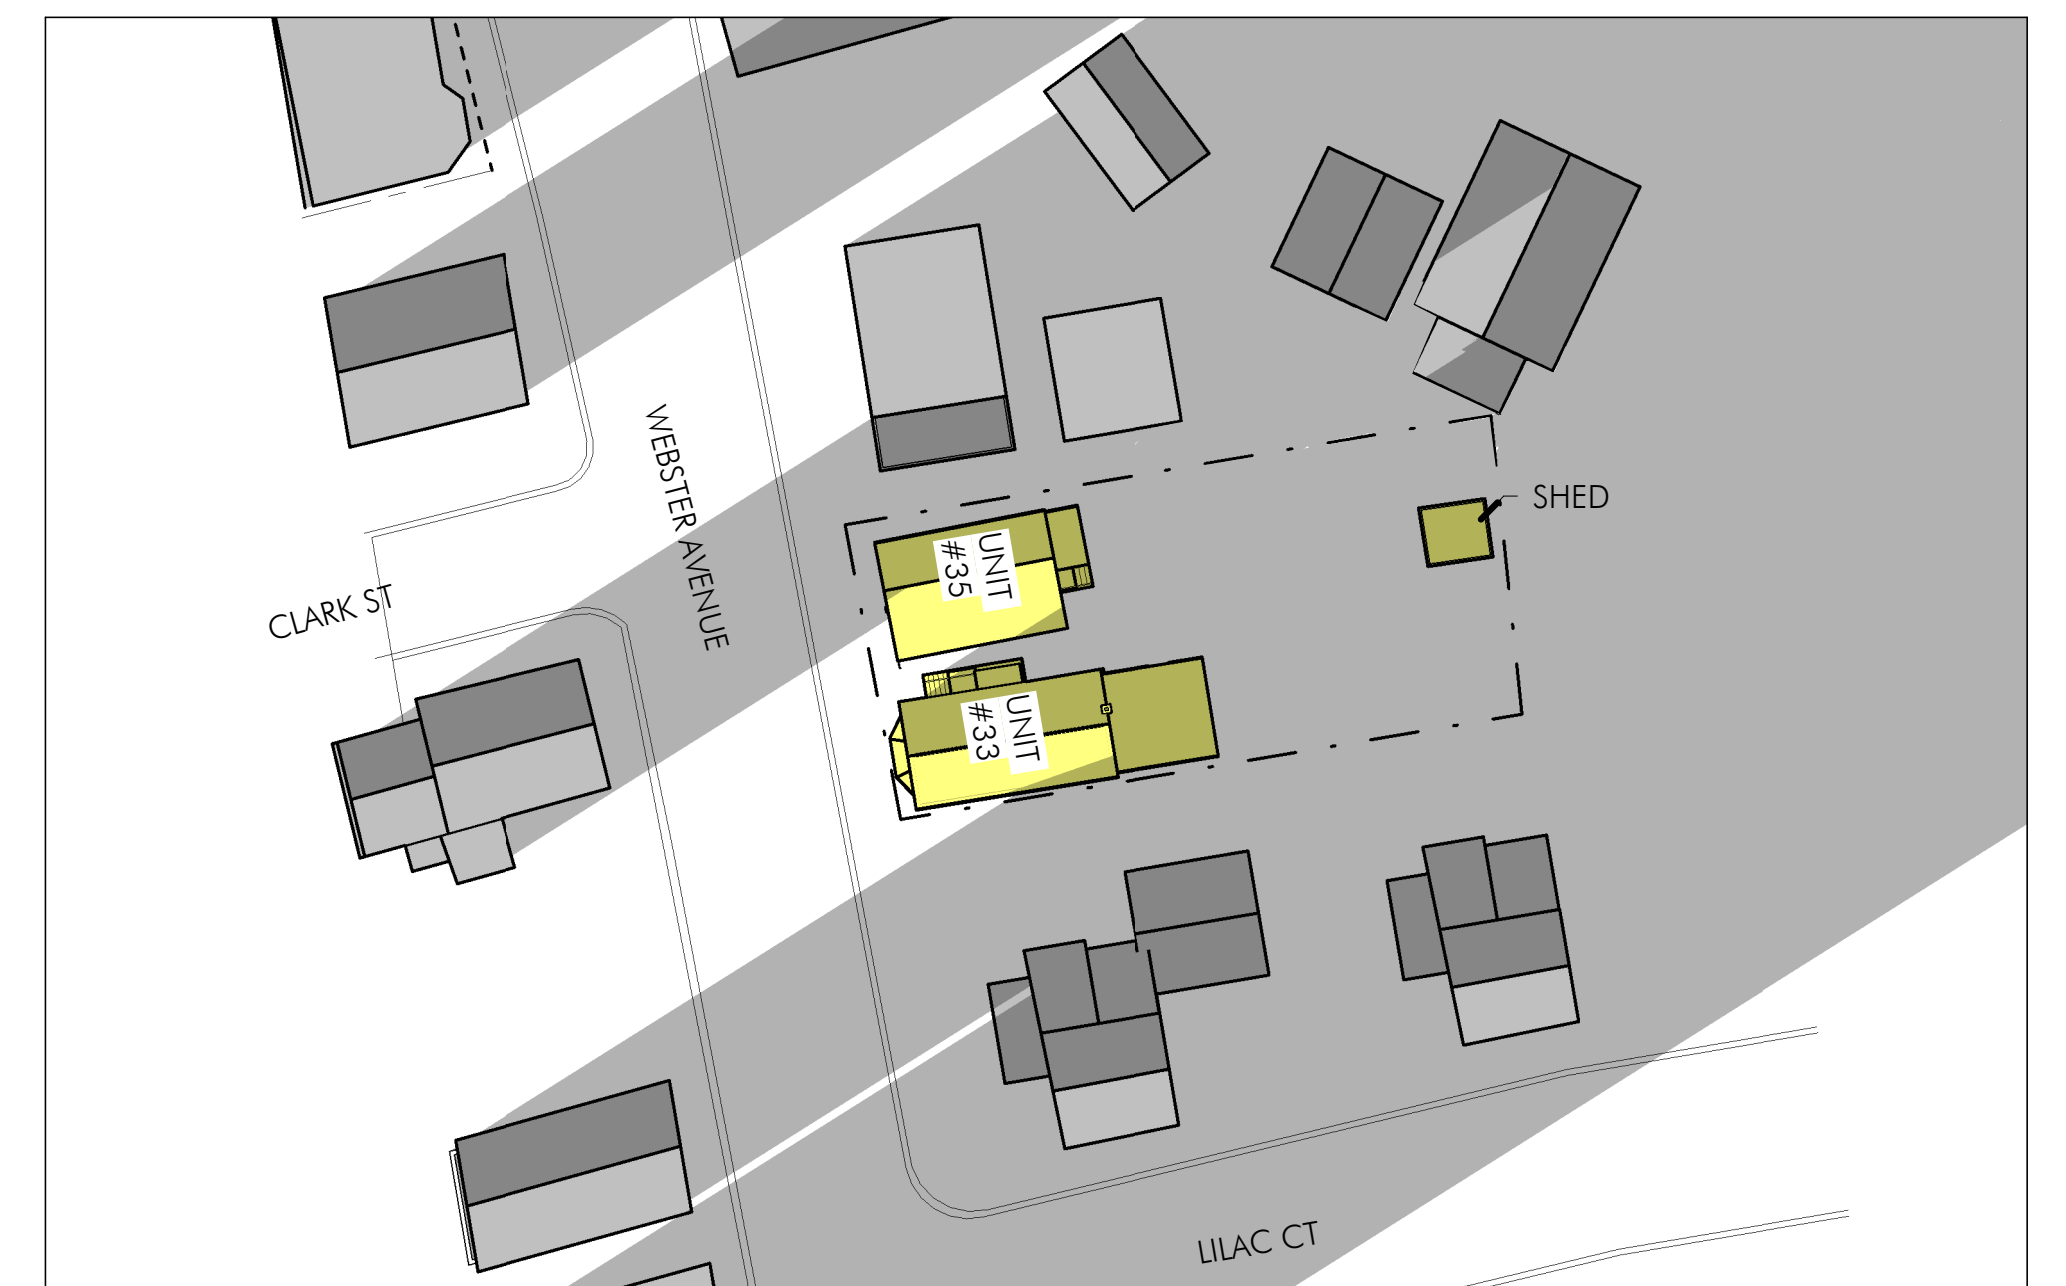 WEBSTER AVENUE
SHED
UNIT
#35
CLARK ST
UNIT
#33
LILAC CT